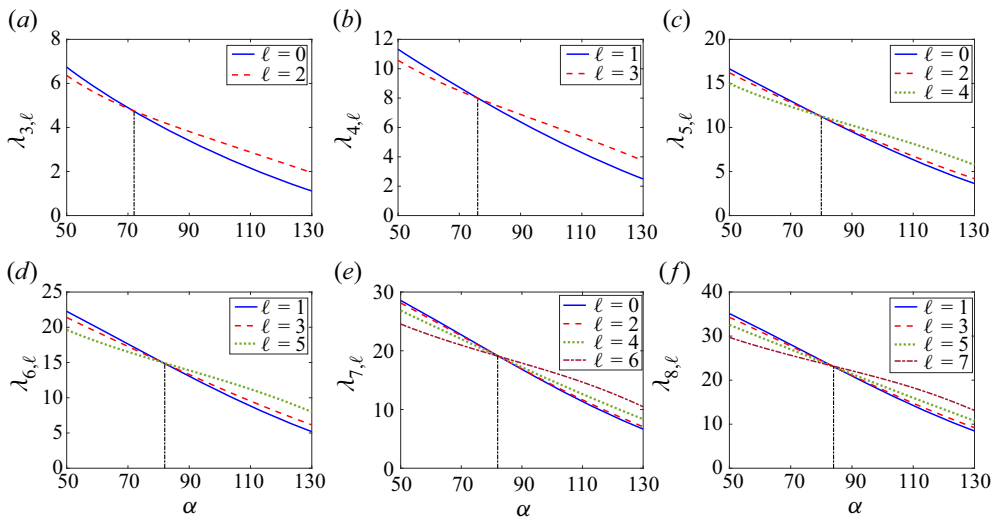 (a)
8
6
4
2
0
λ3,ℓ
50 70 90 110 130
ℓ = 0
ℓ = 2
(b)
12
10
8
6
4
2
0
λ4,ℓ
50 70 90 110 130
ℓ = 1
ℓ = 3
(c)
20
15
10
5
0
λ5,ℓ
50 70 90 110 130
ℓ = 0
ℓ = 2
ℓ = 4
(d)
25
20
15
10
5
0
λ6,ℓ
50 70 90 110 130
α
ℓ = 1
ℓ = 3
ℓ = 5
(e)
30
20
10
0
λ7,ℓ
50 70 90 110 130
α
ℓ = 0
ℓ = 2
ℓ = 4
ℓ = 6
(f)
40
30
20
10
0
λ8,ℓ
50 70 90 110 130
α
ℓ = 1
ℓ = 3
ℓ = 5
ℓ = 7